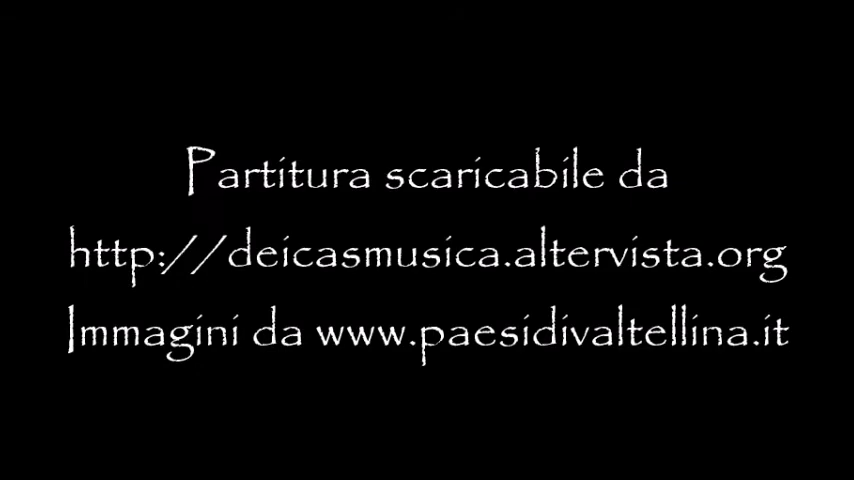 Partitura scaricabile da
http://deicasmusica.altervista.org
Immagini da www.paesidivaltellina.it